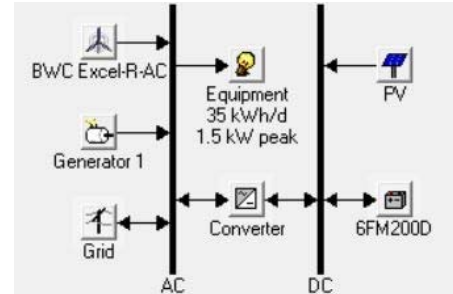 BWC Excel-R-AC
Equipment
35 kWh/d
1.5 kW peak
PV
Generator 1
Grid
Converter
6FM200D
AC
DC